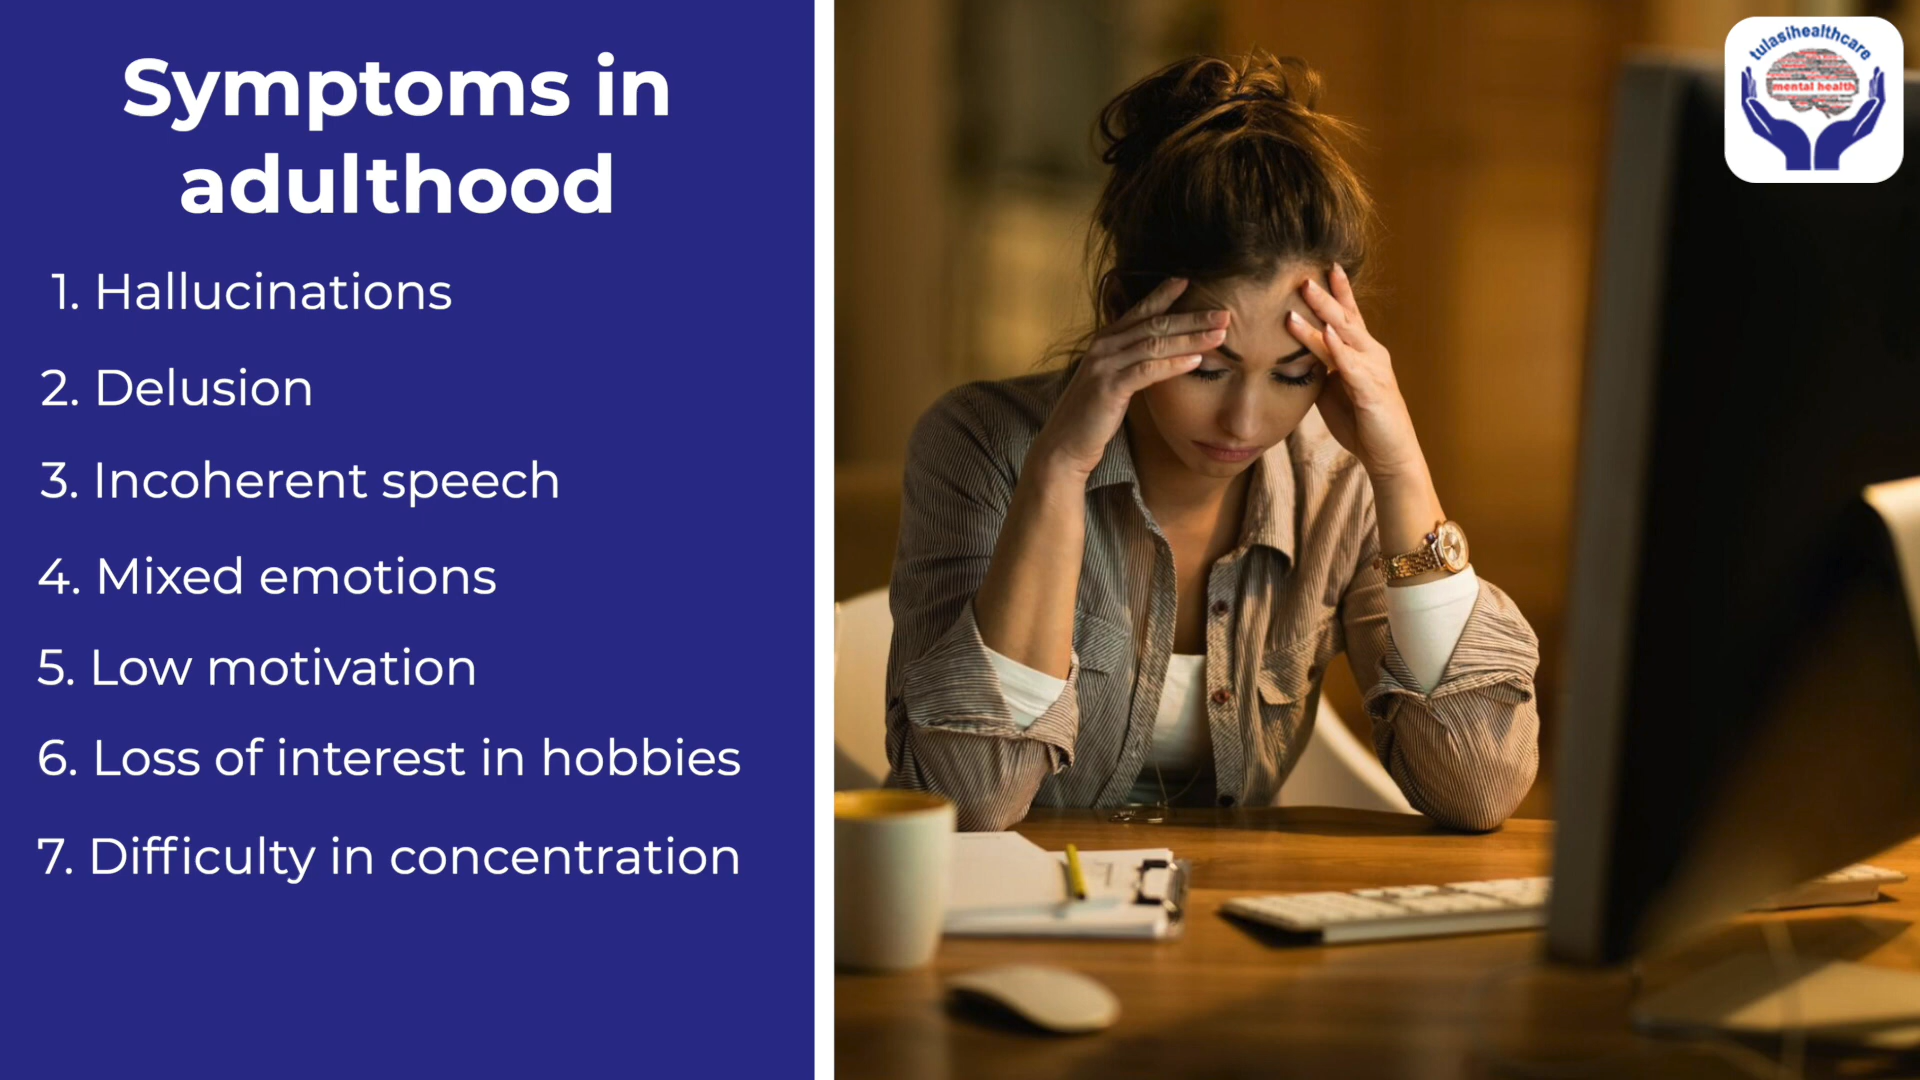 Symptoms in
adulthood
1. Hallucinations
2. Delusion
3. Incoherent speech
4. Mixed emotions
5. Low motivation
6. Loss of interest in hobbies
7. Difficulty in concentration
tulasihealthcare
mental health